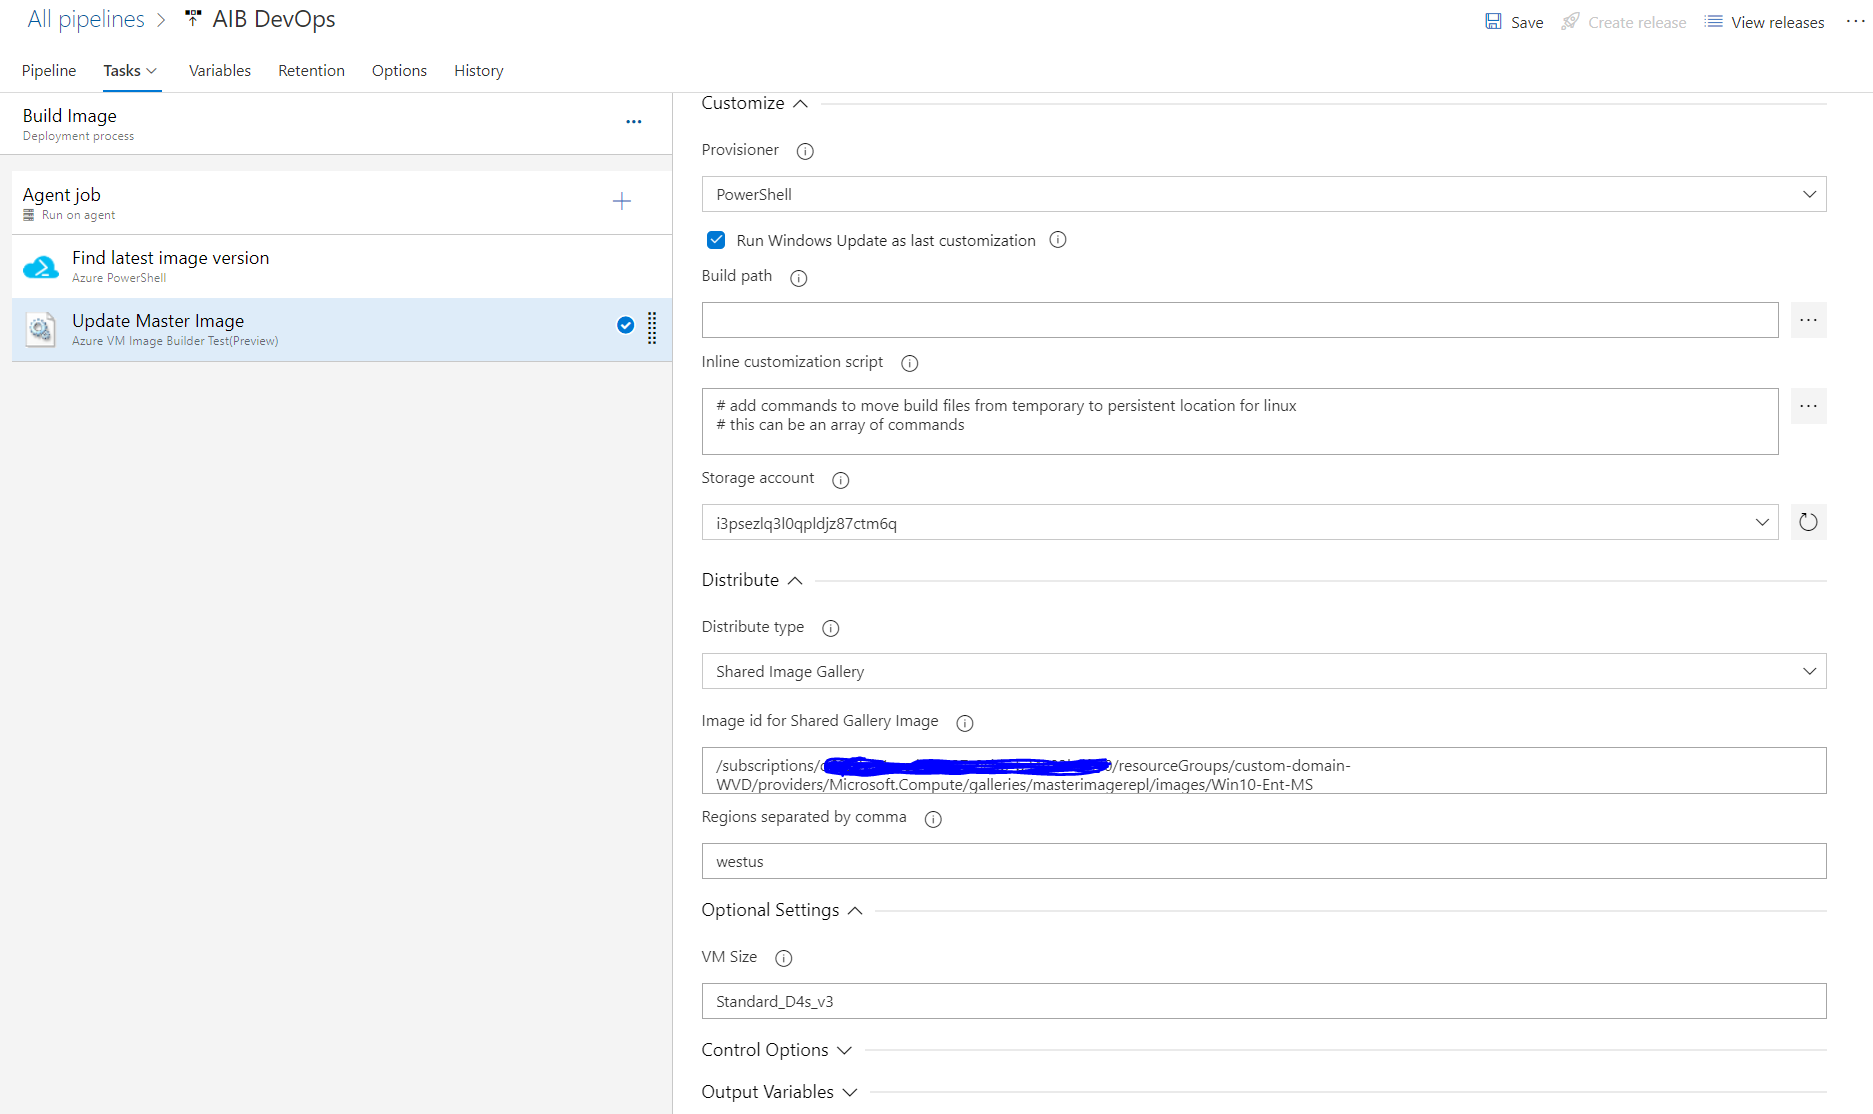 All pipelines > AIB DevOps
Save Create release View releases ...
Pipeline Tasks Variables Retention Options History
Build Image
Deployment process
...
Agent job
Run on agent
Find latest image version
Azure PowerShell
Update Master Image
Azure VM Image Builder Test(Preview)
Customize
Provisioner
PowerShell
Run Windows Update as last customization
Build path
...
Inline customization script
# add commands to move build files from temporary to persistent location for linux
# this can be an array of commands
...
Storage account
i3psezlq3l0qpldjz87ctm6q
Distribute
Distribute type
Shared Image Gallery
Image id for Shared Gallery Image
/subscriptions/ /resourceGroups/custom-domain-
WVD/providers/Microsoft.Compute/galleries/masterimagerepl/images/Win10-Ent-MS
Regions separated by comma
westus
Optional Settings
VM Size
Standard_D4s_v3
Control Options
Output Variables